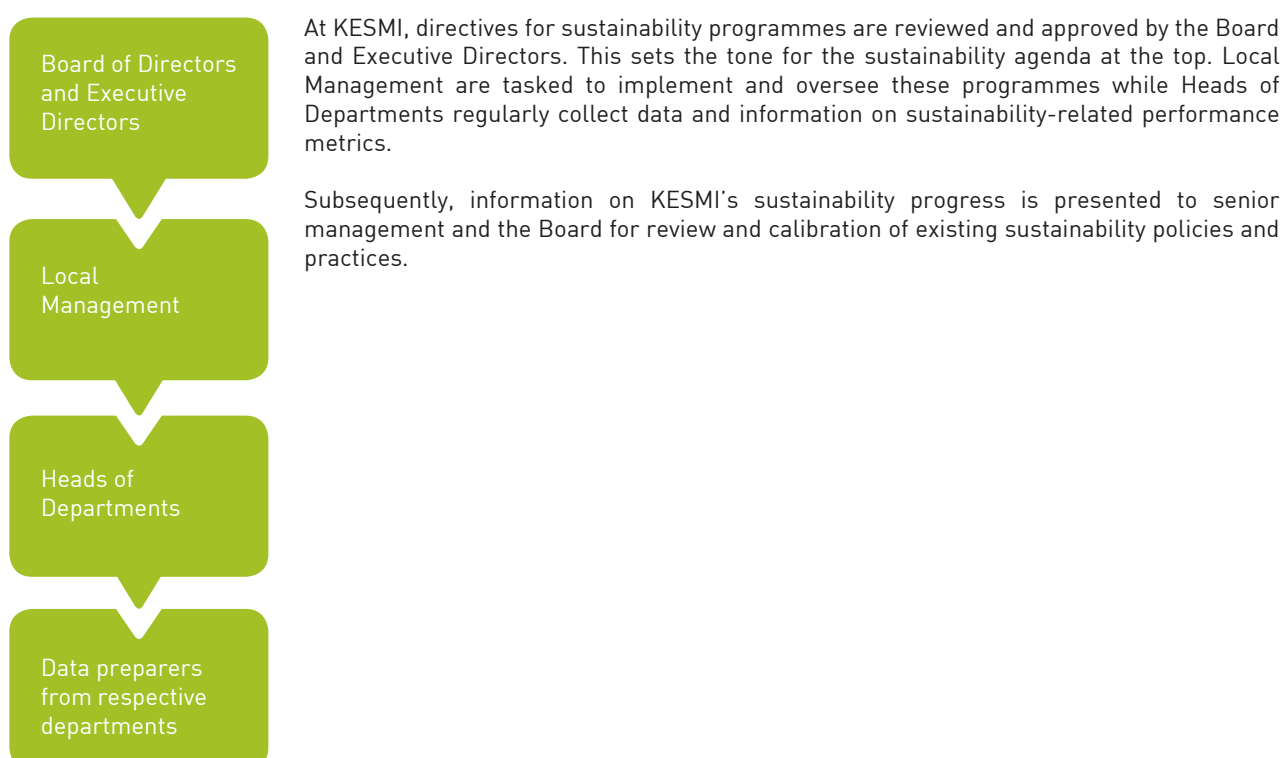 Board of Directors
and Executive
Directors
Local
Management
Heads of
Departments
Data preparers
from respective
departments
At KESMI, directives for sustainability programmes are reviewed and approved by the Board
and Executive Directors. This sets the tone for the sustainability agenda at the top. Local
Management are tasked to implement and oversee these programmes while Heads of
Departments regularly collect data and information on sustainability-related performance
metrics.
Subsequently, information on KESMI’s sustainability progress is presented to senior
management and the Board for review and calibration of existing sustainability policies and
practices.